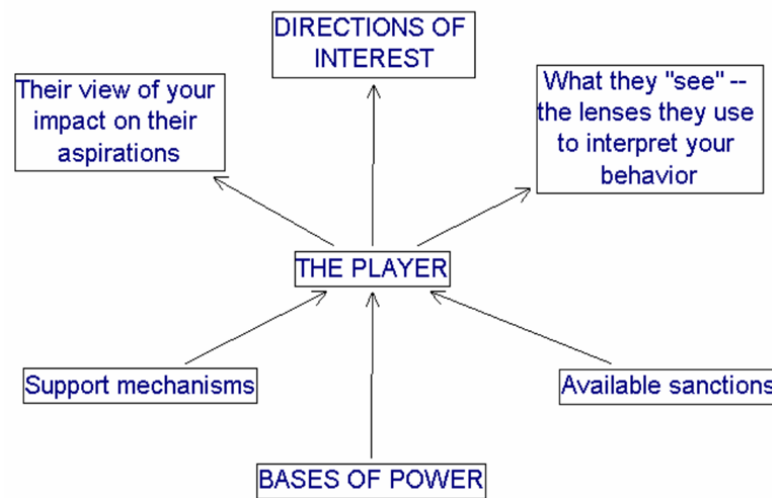 DIRECTIONS OF
INTEREST
Their view of your
impact on their
aspirations
What they "see" --
the lenses they use
to interpret your
behavior
THE PLAYER
Support mechanisms
Available sanctions
BASES OF POWER